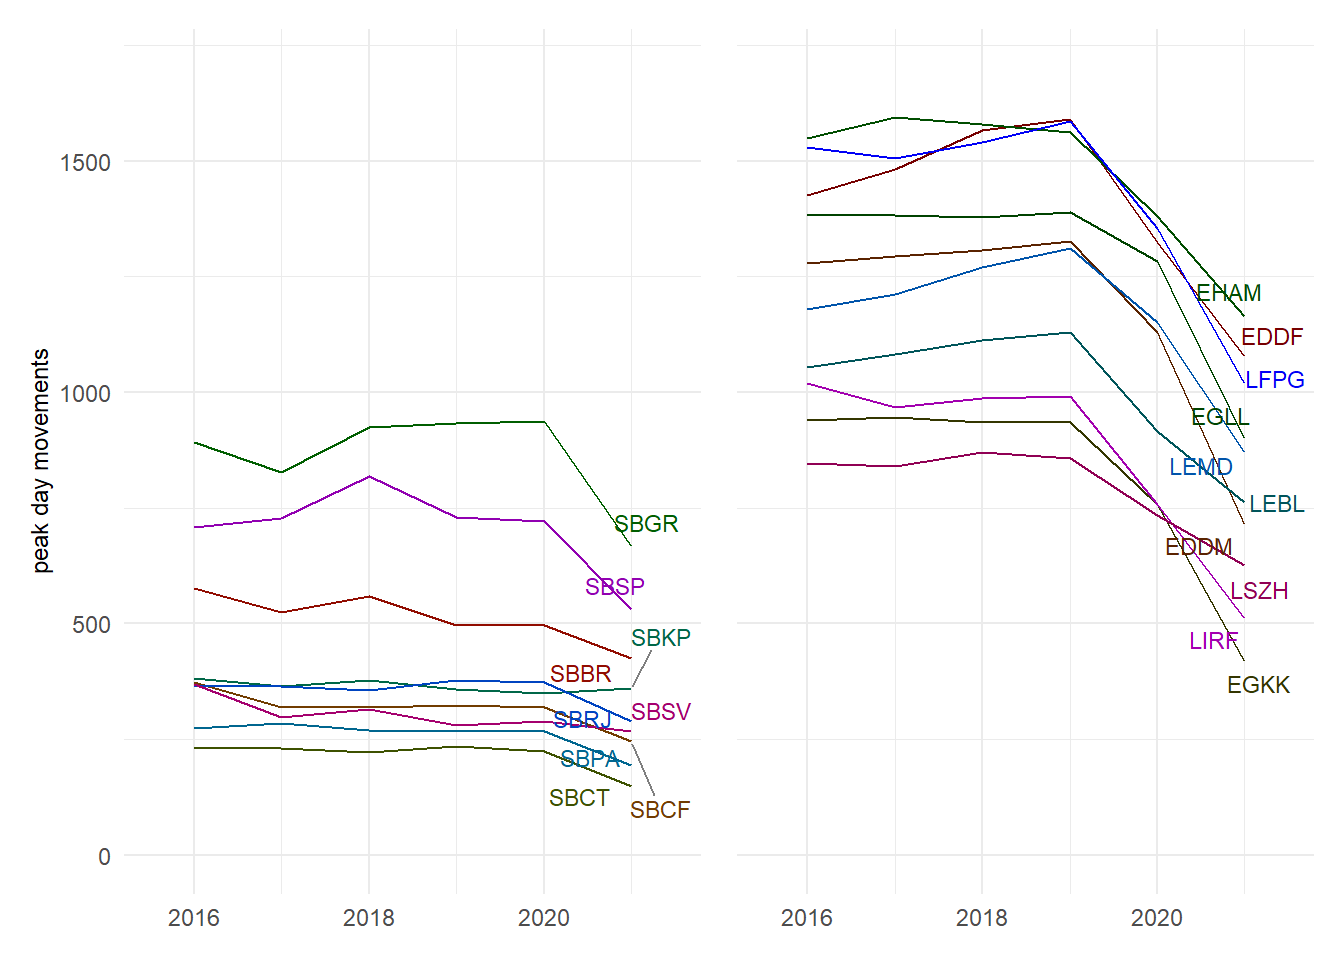 peak day movements
1500
1000
500
0
SBGR
SBSP
SBKP
SBBR
SBSV
SBRJ
SBPA
SBCT
SBCF
2016
2018
2020
EHAM
EDDF
LFPG
EGLL
LEMD
LEBL
EDDM
LSZH
LIRF
EGKK
2016
2018
2020